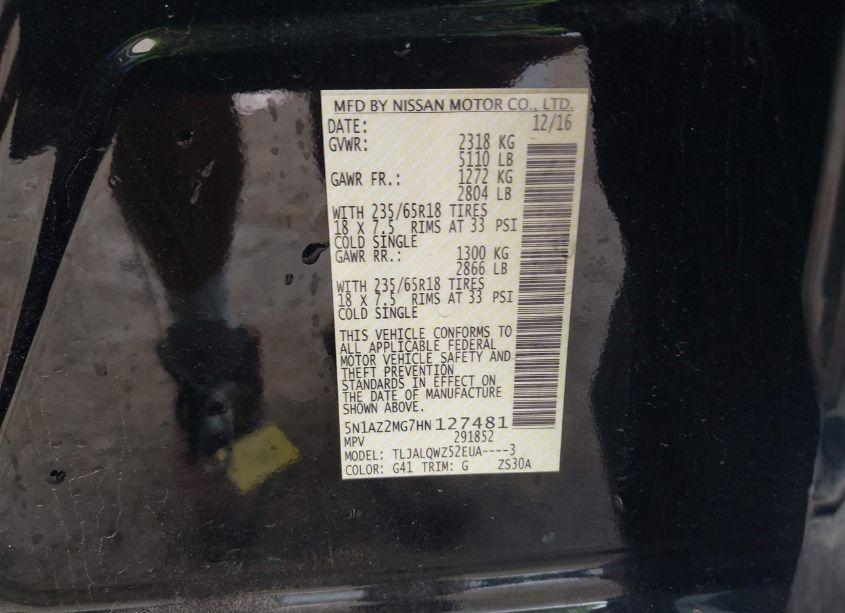 MFD BY NISSAN MOTOR CO., LTD.
DATE: 12/16
GVWR: 2318 KG
5110 LB
GAWR FR.: 1272 KG
2804 LB
WITH 235/65R18 TIRES
18 X 7.5 RIMS AT 33 PSI
COLD SINGLE
GAWR RR.: 1300 KG
2866 LB
WITH 235/65R18 TIRES
18 X 7.5 RIMS AT 33 PSI
COLD SINGLE
THIS VEHICLE CONFORMS TO
ALL APPLICABLE FEDERAL
MOTOR VEHICLE SAFETY AND
THEFT PREVENTION
STANDARDS IN EFFECT ON
THE DATE OF MANUFACTURE
SHOWN ABOVE.
5N1AZ2MG7HN127481
MPV 291852
MODEL: TLJALQWZ52EUA----3
COLOR: G41 TRIM: G ZS30A